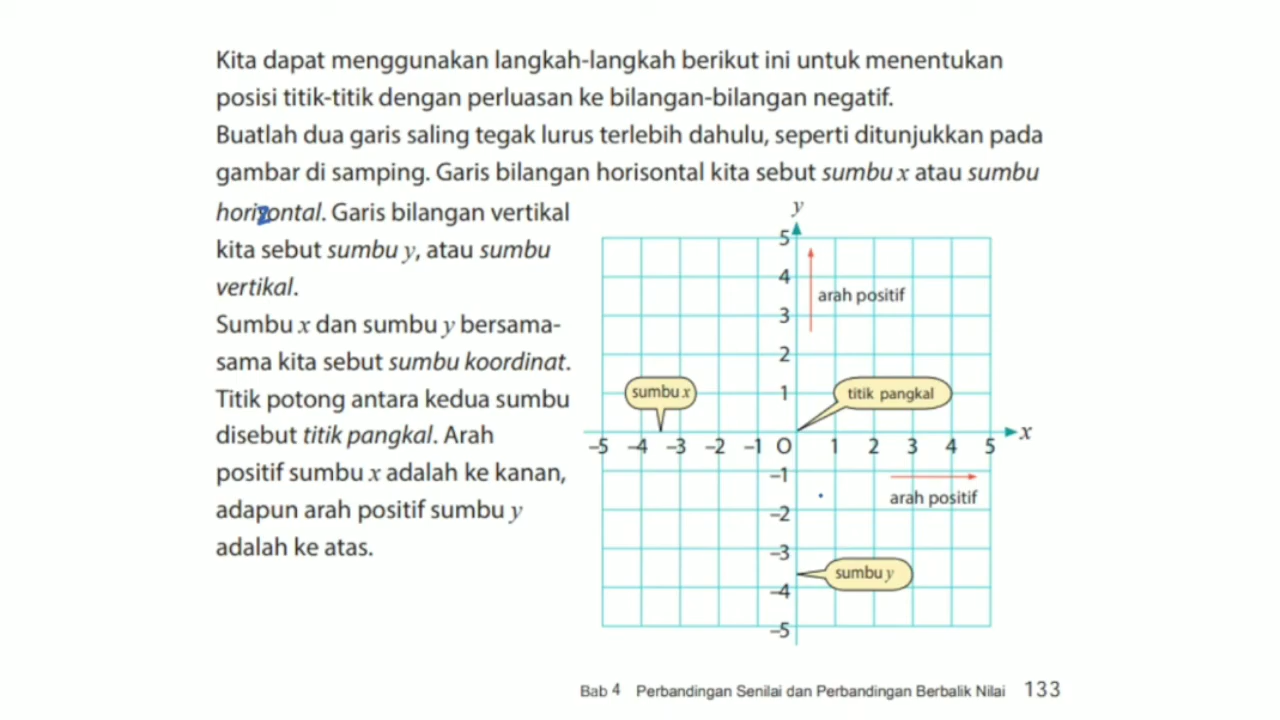 Kita dapat menggunakan langkah-langkah berikut ini untuk menentukan
posisi titik-titik dengan perluasan ke bilangan-bilangan negatif.
Buatlah dua garis saling tegak lurus terlebih dahulu, seperti ditunjukkan pada
gambar di samping. Garis bilangan horisontal kita sebut sumbu x atau sumbu
horizontal. Garis bilangan vertikal
kita sebut sumbu y, atau sumbu
vertikal.
Sumbu x dan sumbu y bersama-
sama kita sebut sumbu koordinat.
Titik potong antara kedua sumbu
disebut titik pangkal. Arah
positif sumbu x adalah ke kanan,
adapun arah positif sumbu y
adalah ke atas.
y
5
4
arah positif
3
2
sumbu x
1
titik pangkal
x
–5 –4 –3 –2 –1 O 1 2 3 4 5
–1
arah positif
–2
–3
sumbu y
–4
–5
Bab 4 Perbandingan Senilai dan Perbandingan Berbalik Nilai 133